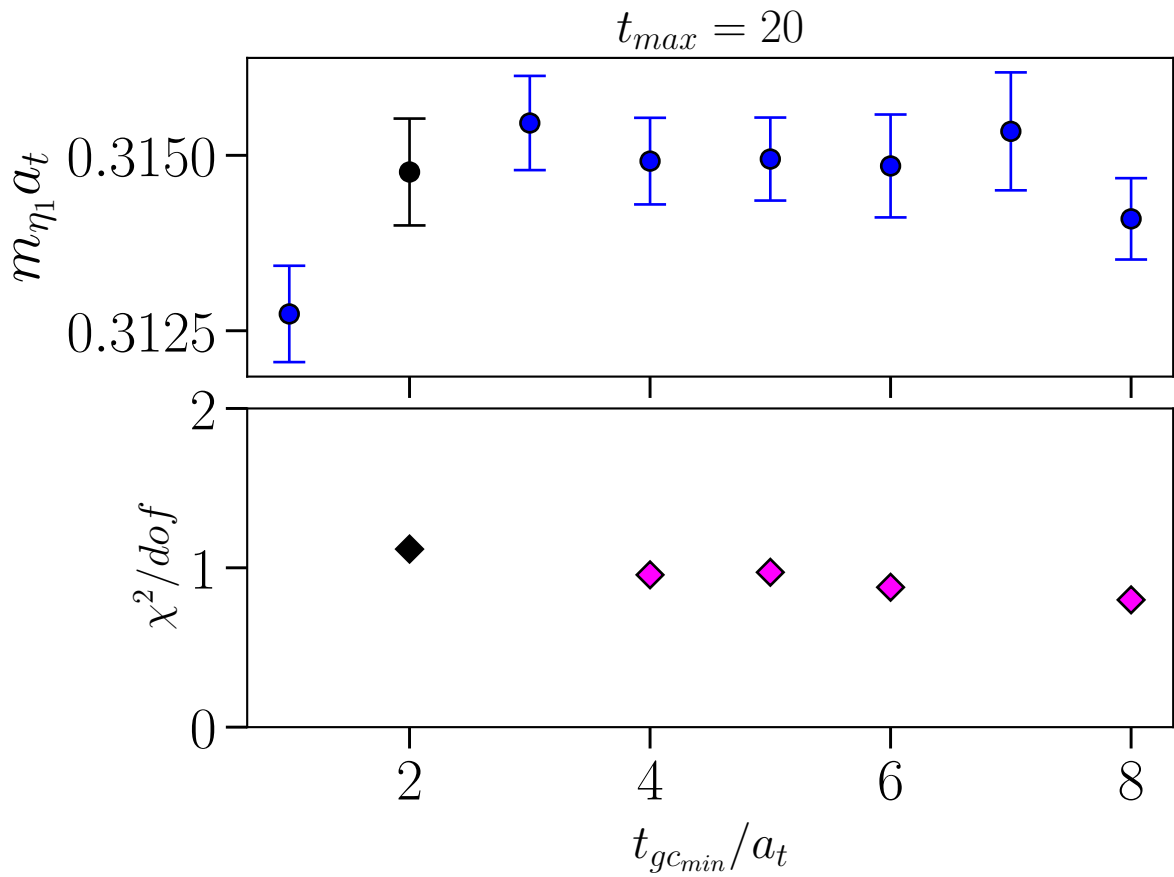 t_{max} = 20
m_{η_1} a_t
0.3150
0.3125
χ^2/dof
2
1
0
2 4 6 8
t_{gc_{min}}/a_t